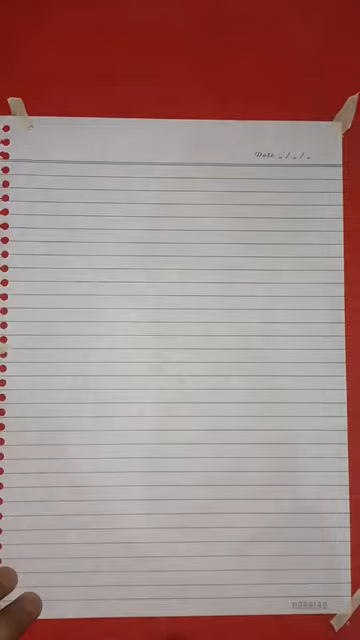 Date _ / _ / _